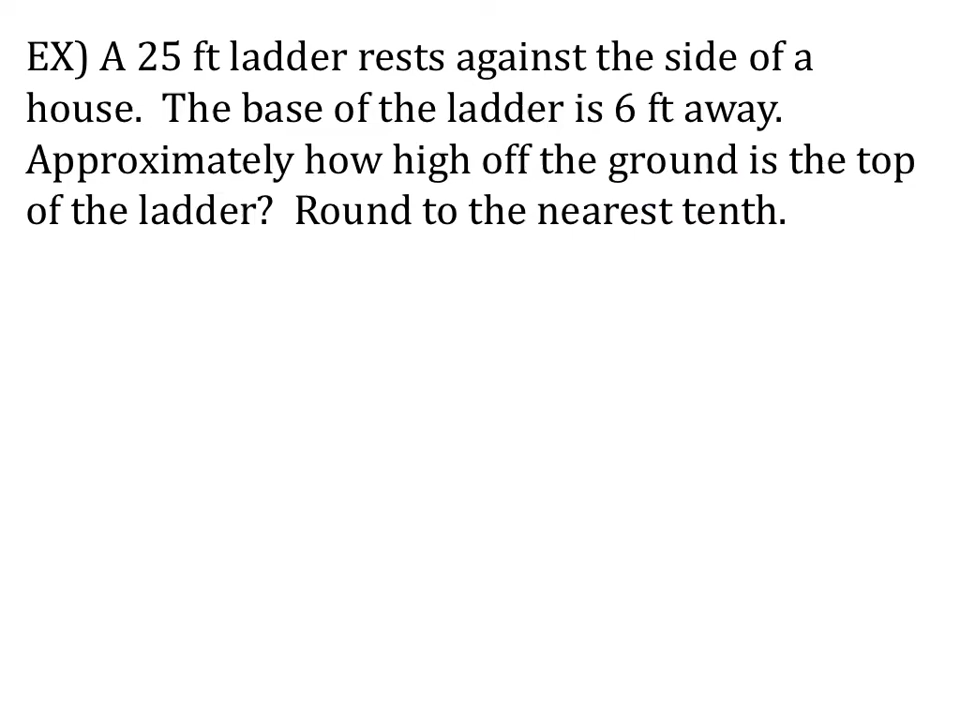 EX) A 25 ft ladder rests against the side of a
house.  The base of the ladder is 6 ft away.
Approximately how high off the ground is the top
of the ladder?  Round to the nearest tenth.